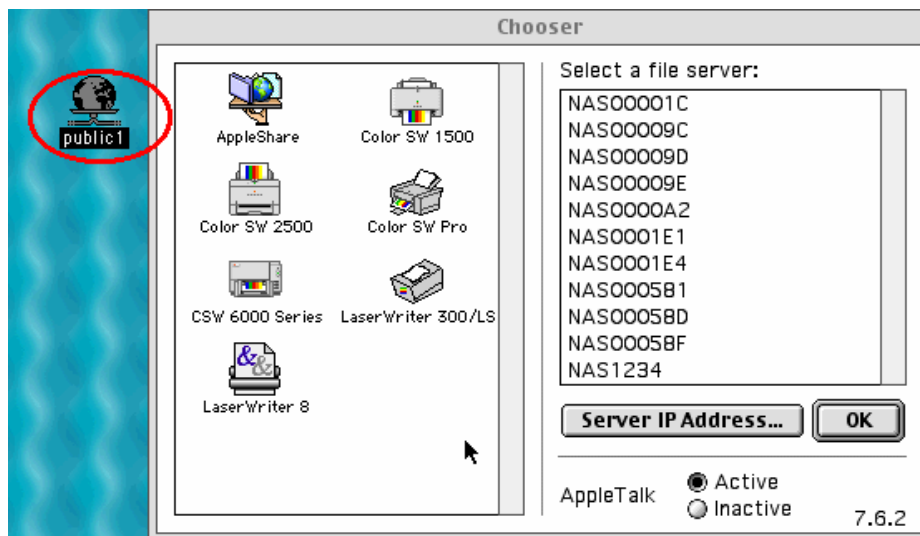 Chooser
public1
AppleShare
Color SW 1500
Color SW 2500
Color SW Pro
CSW 6000 Series
LaserWriter 300/LS
LaserWriter 8
Select a file server:
NAS00001C
NAS00009C
NAS00009D
NAS00009E
NAS0000A2
NAS0001E1
NAS0001E4
NAS0005B1
NAS00058D
NAS00058F
NAS1234
Server IP Address...
OK
AppleTalk
Active
Inactive
7.6.2